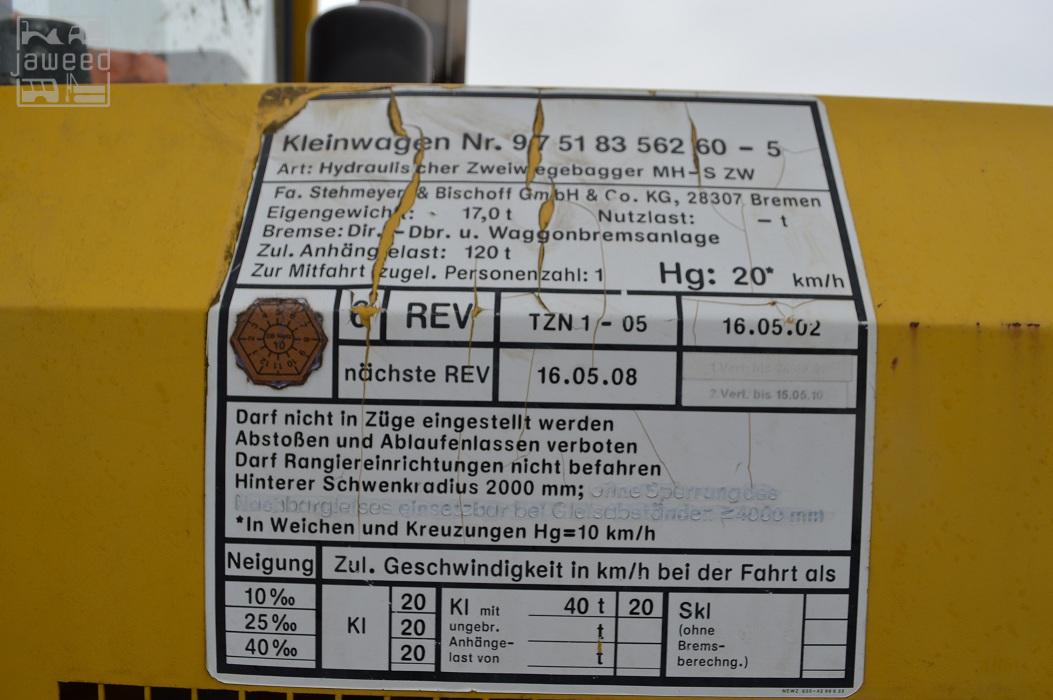 jaweed
Kleinwagen Nr. 97 51 83 562 60 - 5
Art: Hydraulischer Zweiwegebagger MH-S ZW
Fa. Stehmeyer & Bischoff GmbH & Co. KG, 28307 Bremen
Eigengewicht: 17,0 t Nutzlast: - t
Bremse: Dir.-Dbr. u. Waggonbremsanlage
Zul. Anhängelast: 120 t
Zur Mitfahrt zugel. Personenzahl: 1 Hg: 20* km/h
REV TZN 1 - 05 16.05.02
nächste REV 16.05.08
2.Verl. bis 15.05.10
Darf nicht in Züge eingestellt werden
Abstoßen und Ablaufenlassen verboten
Darf Rangiereinrichtungen nicht befahren
Hinterer Schwenkradius 2000 mm; ohne Sperrung des
Nachbargleises einsetzbar bei Gleisabständen ≥4000 mm
*In Weichen und Kreuzungen Hg=10 km/h
Neigung Zul. Geschwindigkeit in km/h bei der Fahrt als
10 ‰ 20 Kl mit 40 t 20 Skl
25 ‰ Kl 20 ungebr. t (ohne
Anhänge- Brems-
40 ‰ 20 last von t berechng.)